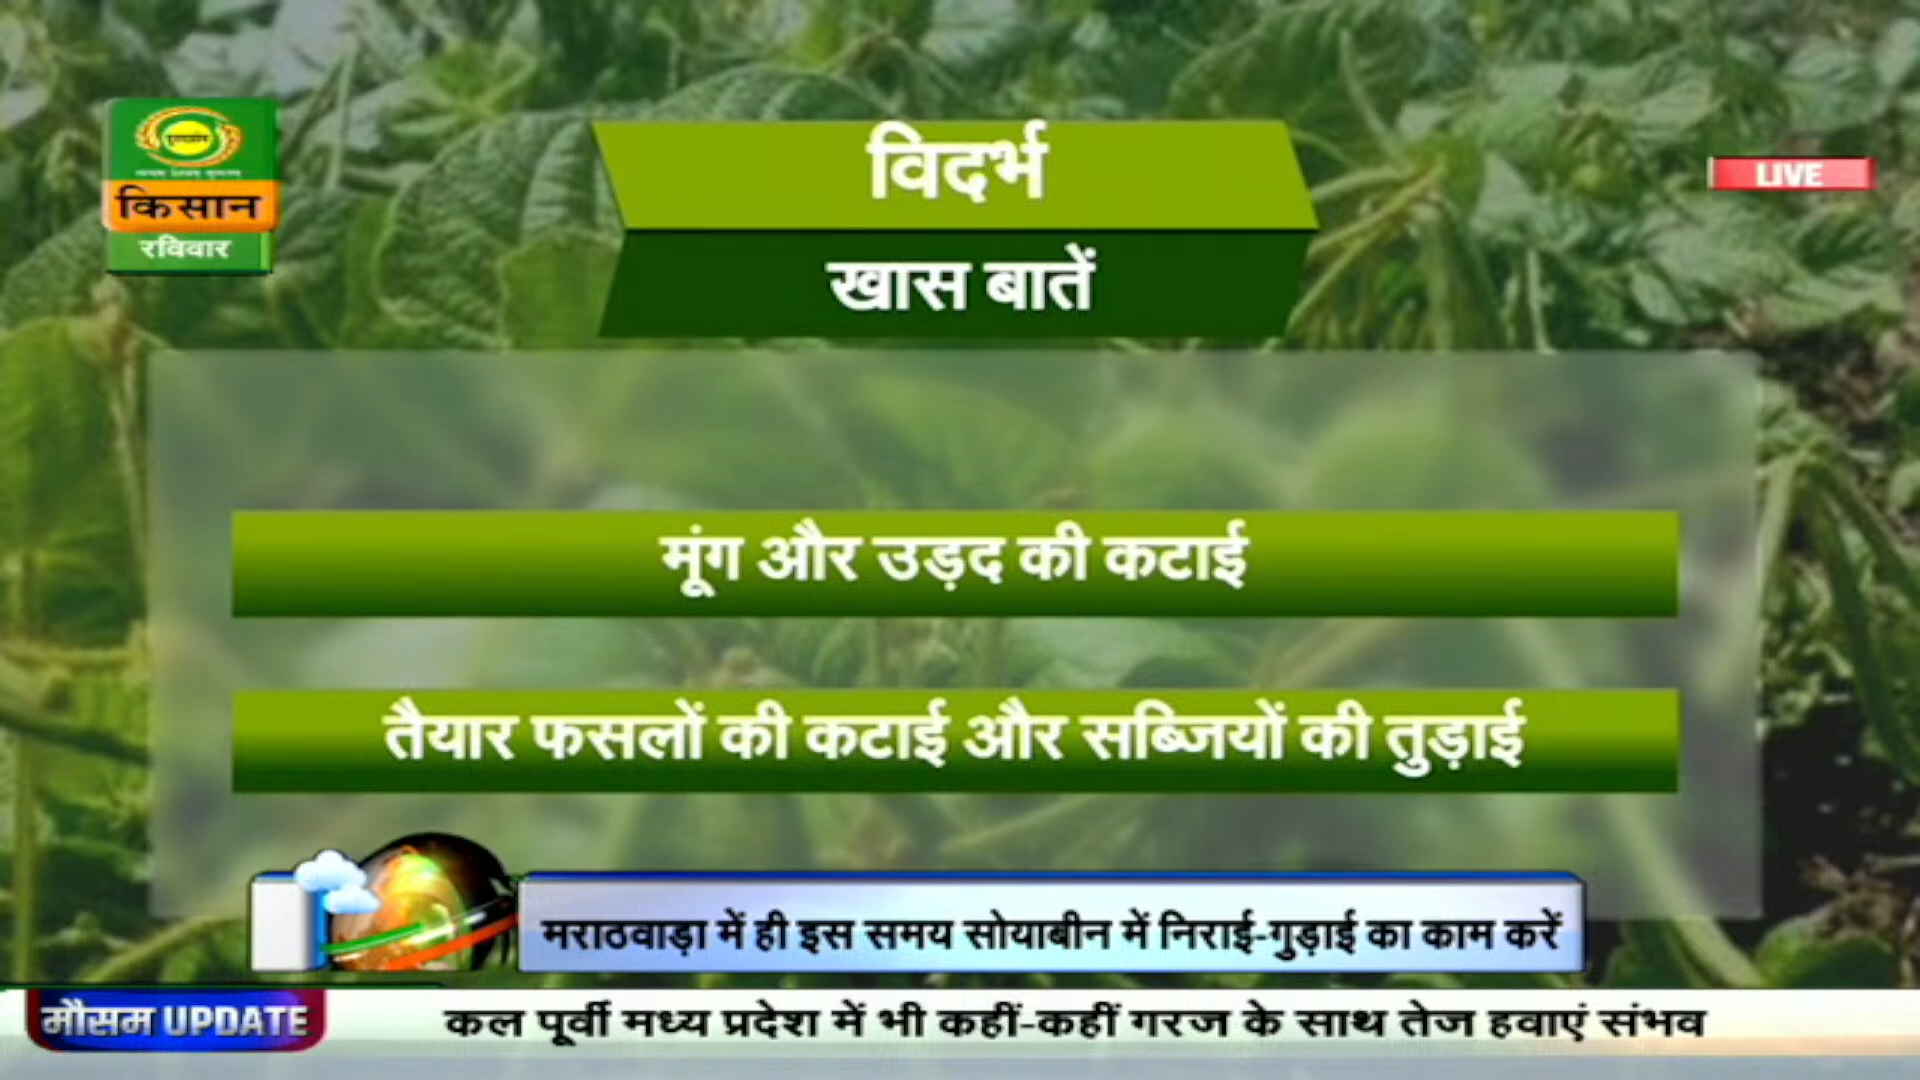 विदर्भ
किसान
रविवार
LIVE
खास बातें
मूंग और उड़द की कटाई
तैयार फसलों की कटाई और सब्जियों की तुड़ाई
मराठवाड़ा में ही इस समय सोयाबीन में निराई-गुड़ाई का काम करें
मौसम UPDATE
कल पूर्वी मध्य प्रदेश में भी कहीं-कहीं गरज के साथ तेज हवाएं संभव